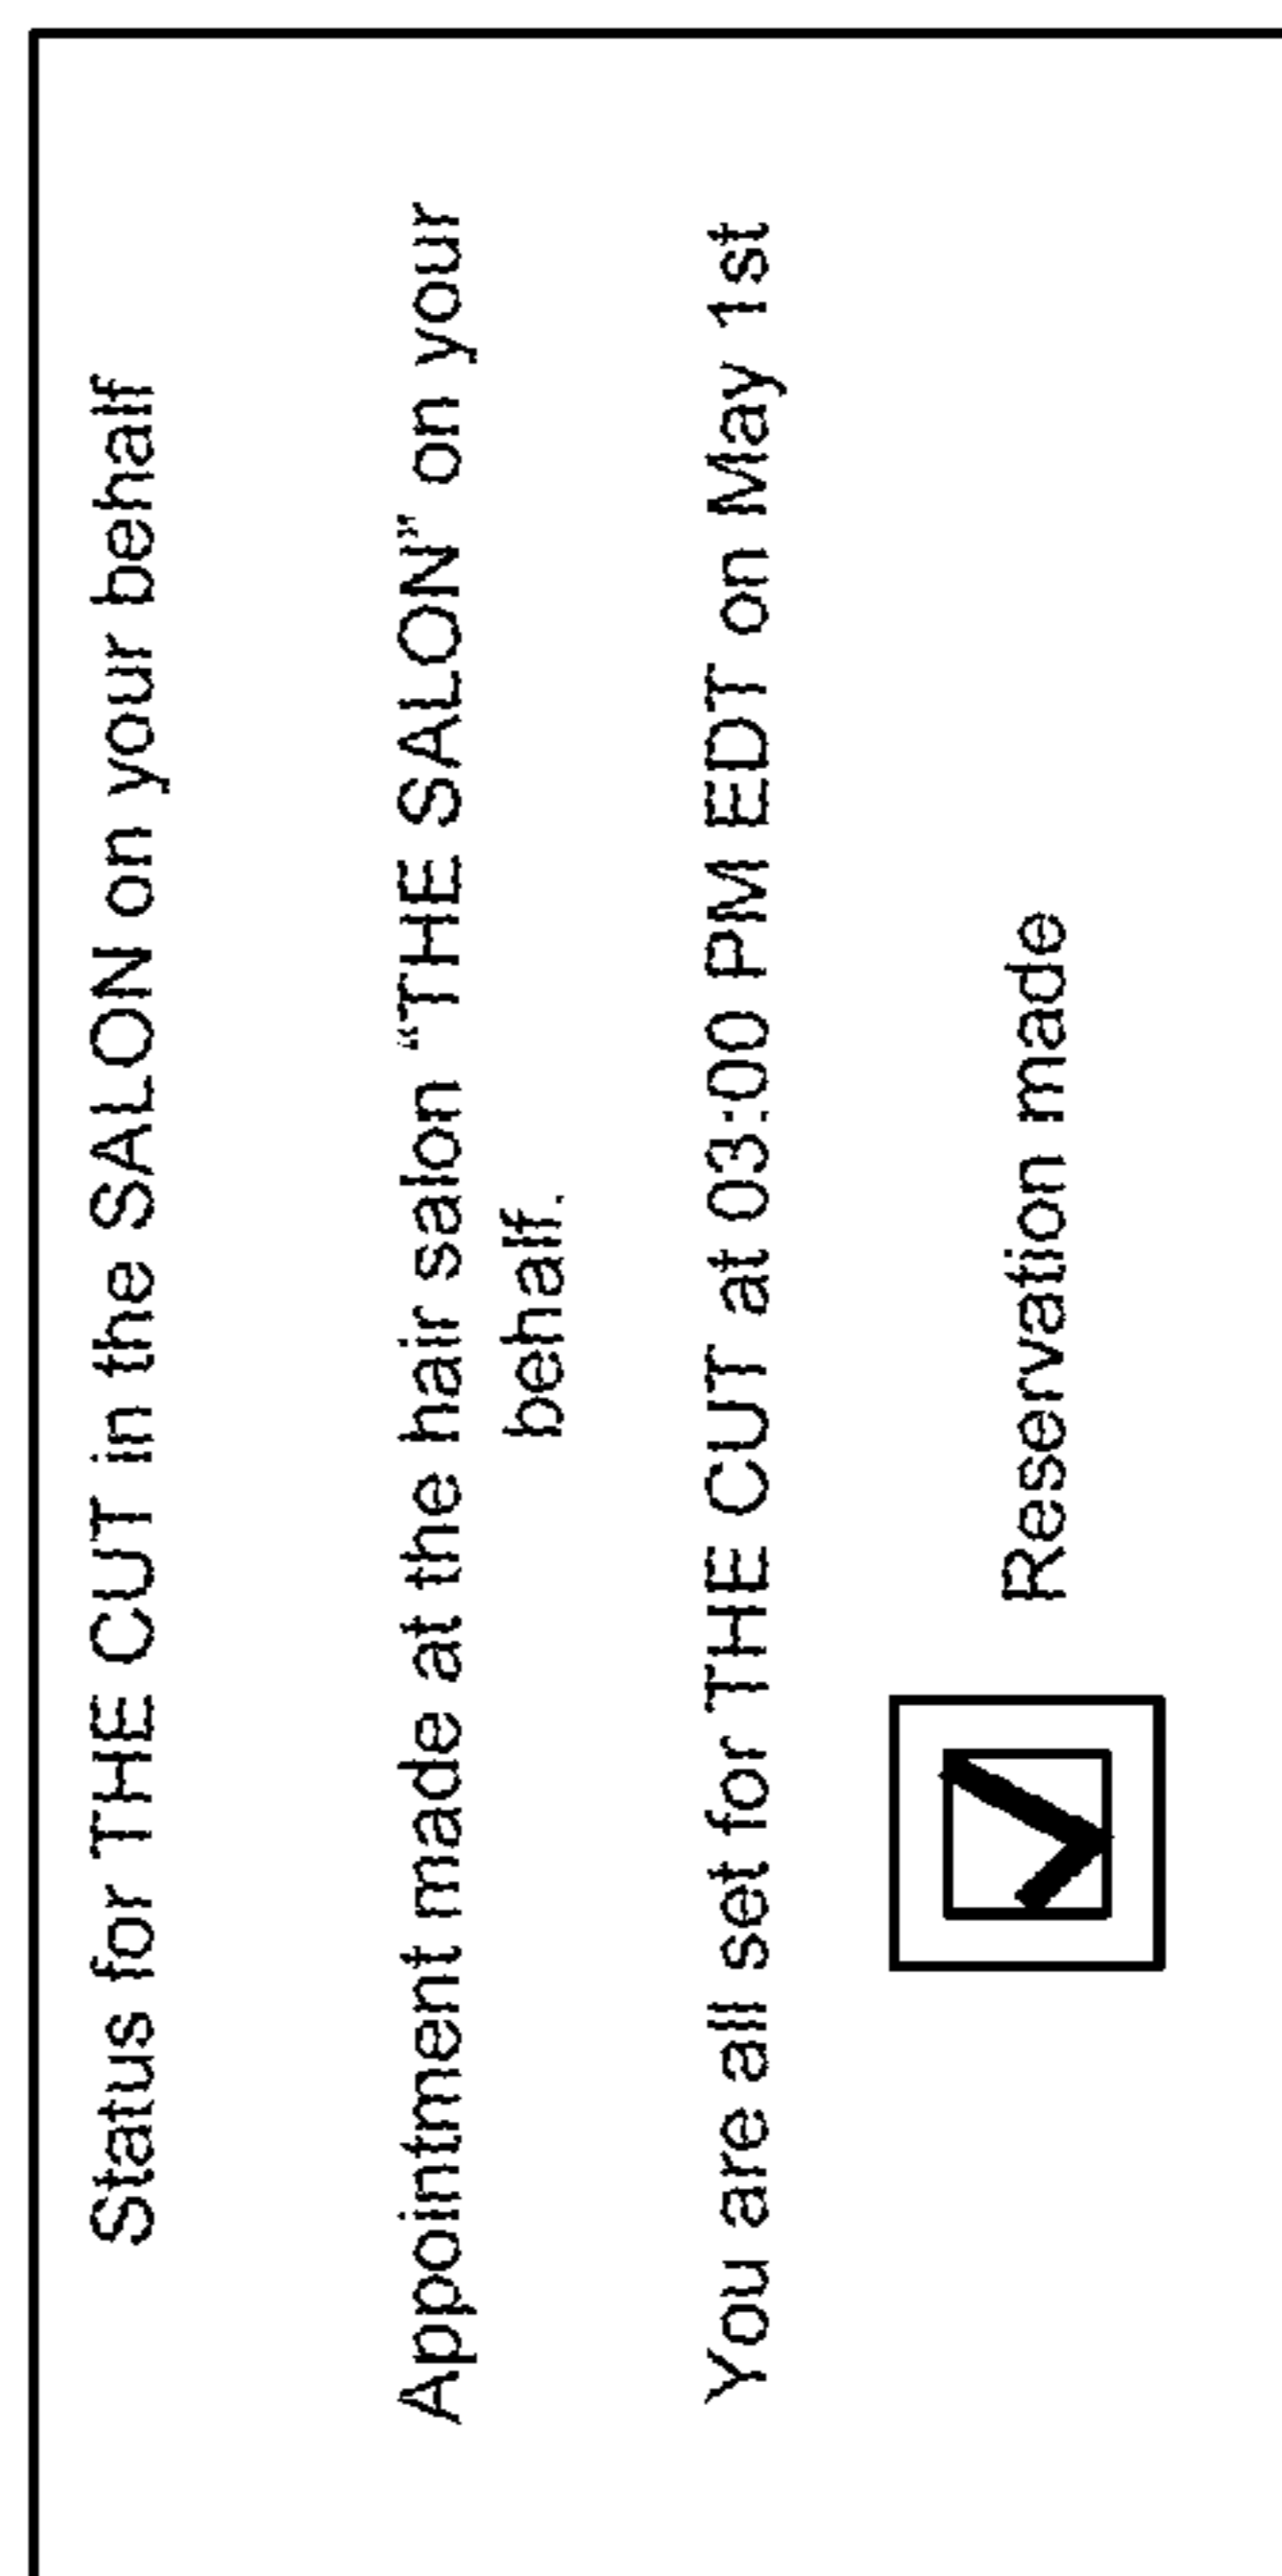 Status for THE CUT in the SALON on your behalf
Appointment made at the hair salon “THE SALON” on your
behalf.
You are all set for THE CUT at 03:00 PM EDT on May 1st
Reservation made